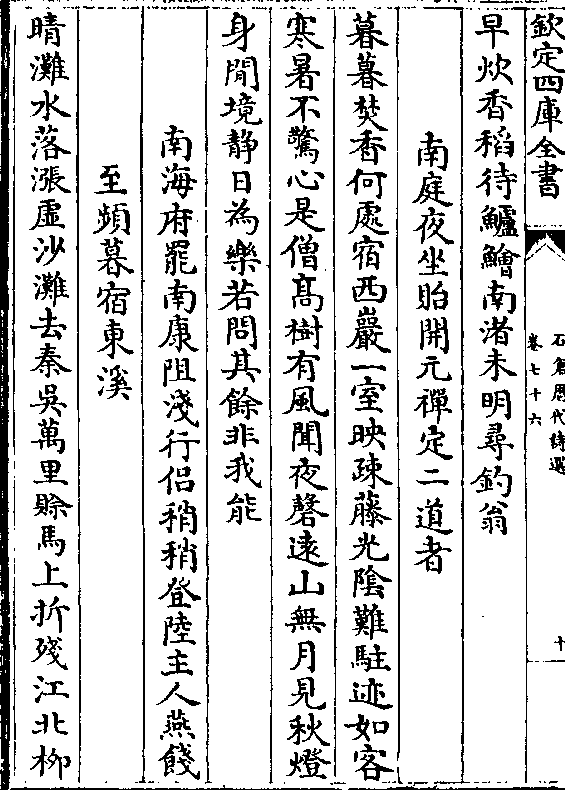 欽定四庫全書
石倉歷代詩選
卷七十六
十
早炊香稻待鱸鱠南渚未明尋釣翁
南庭夜坐貽開元禪定二道者
暮暮焚香何處宿西巖一室映疎藤光陰難駐迹如客
寒暑不驚心是僧高樹有風聞夜磬遠山無月見秋燈
身閒境静日為樂若問其餘非我能
南海府罷南康阻淺行侣稍稍登陸主人燕餞
至頻暮宿東溪
晴灘水落漲虛沙灘去秦吳萬里賖馬上折殘江北栁